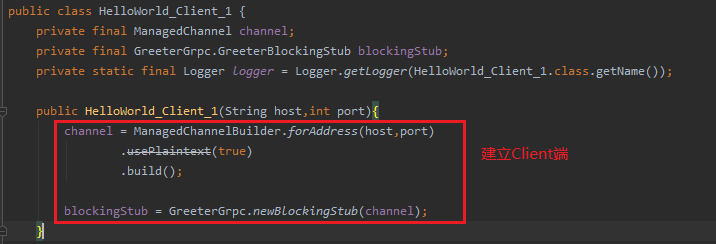 public class HelloWorld_Client_1 {
private final ManagedChannel channel;
private final GreeterGrpc.GreeterBlockingStub blockingStub;
private static final Logger logger = Logger.getLogger(HelloWorld_Client_1.class.getName());
public HelloWorld_Client_1(String host,int port){
channel = ManagedChannelBuilder.forAddress(host,port)
.usePlaintext(true)
.build();
建立Client端
blockingStub = GreeterGrpc.newBlockingStub(channel);
}